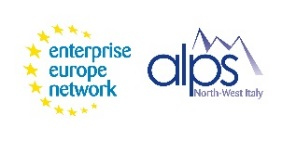 enterprise
europe
network
alps
North-West Italy